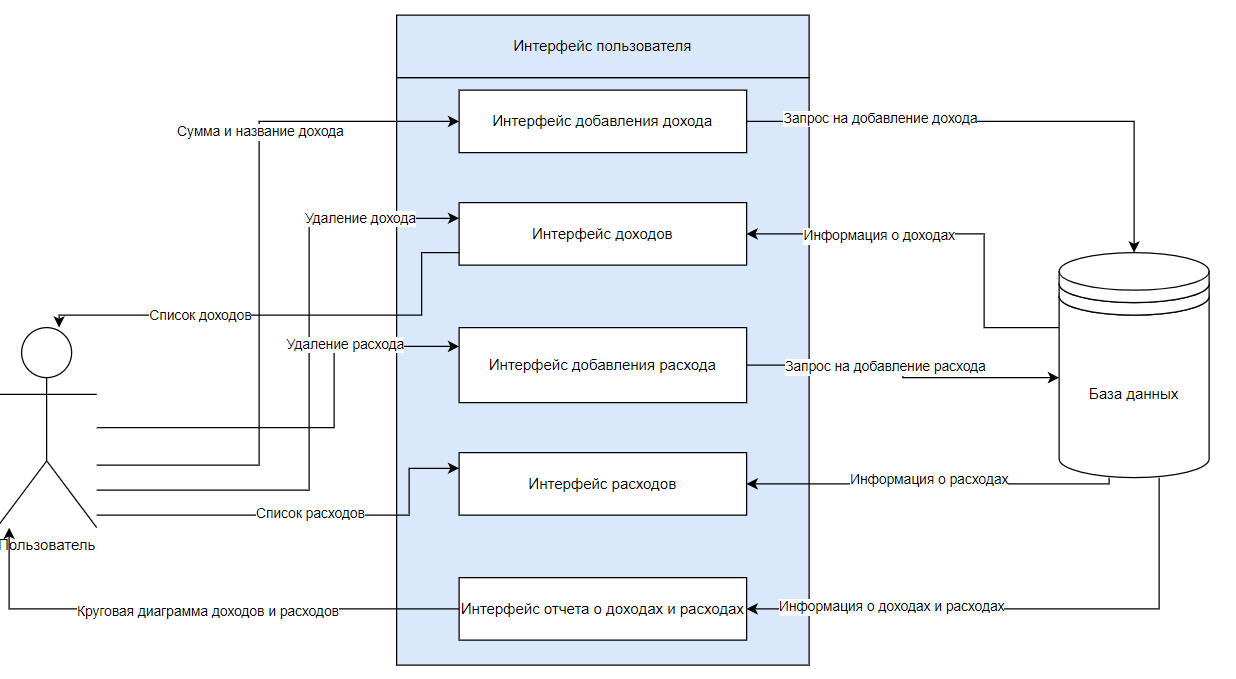 Интерфейс пользователя
Сумма и название дохода
Интерфейс добавления дохода
Запрос на добавление дохода
Удаление дохода
Интерфейс доходов
Информация о доходах
Список доходов
Удаление расхода
Интерфейс добавления расхода
Запрос на добавление расхода
База данных
Список расходов
Интерфейс расходов
Информация о расходах
Пользователь
Круговая диаграмма доходов и расходов
Интерфейс отчета о доходах и расходах
Информация о доходах и расходах